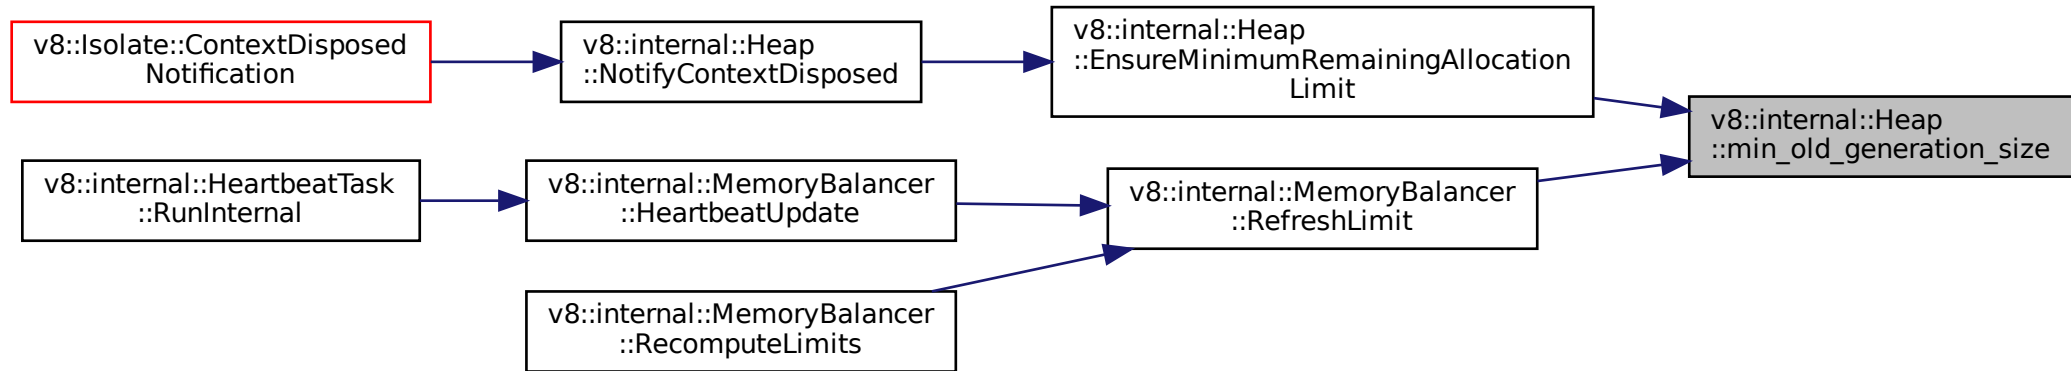 v8::Isolate::ContextDisposed
Notification
v8::internal::Heap
::NotifyContextDisposed
v8::internal::Heap
::EnsureMinimumRemainingAllocation
Limit
v8::internal::Heap
::min_old_generation_size
v8::internal::HeartbeatTask
::RunInternal
v8::internal::MemoryBalancer
::HeartbeatUpdate
v8::internal::MemoryBalancer
::RefreshLimit
v8::internal::MemoryBalancer
::RecomputeLimits